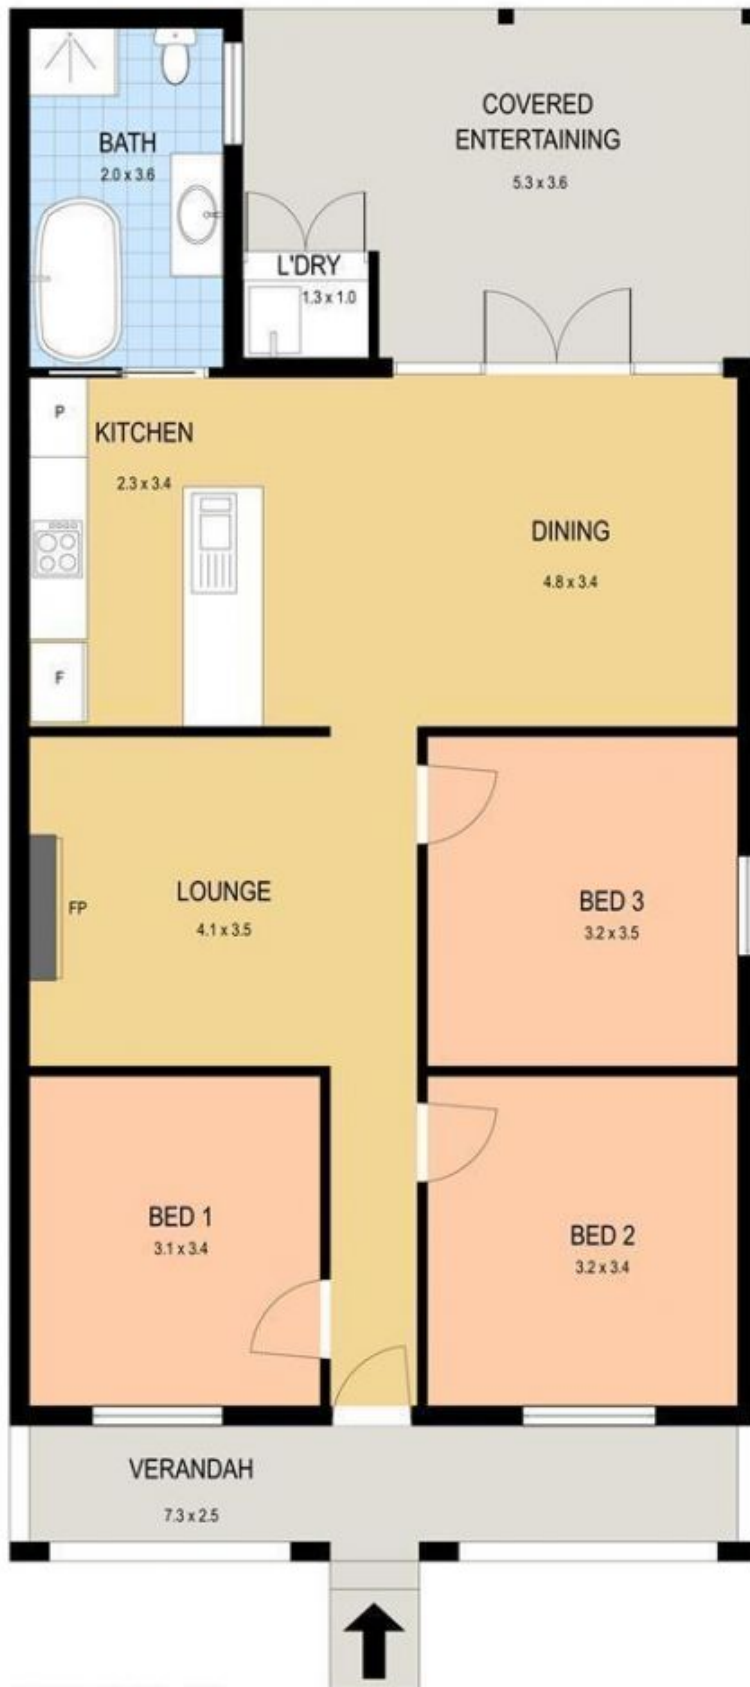 COVERED
ENTERTAINING
5.3 x 3.6
BATH
2.0 x 3.6
L'DRY
1.3 x 1.0
P
KITCHEN
2.3 x 3.4
DINING
4.8 x 3.4
F
LOUNGE
4.1 x 3.5
FP
BED 3
3.2 x 3.5
BED 1
3.1 x 3.4
BED 2
3.2 x 3.4
VERANDAH
7.3 x 2.5